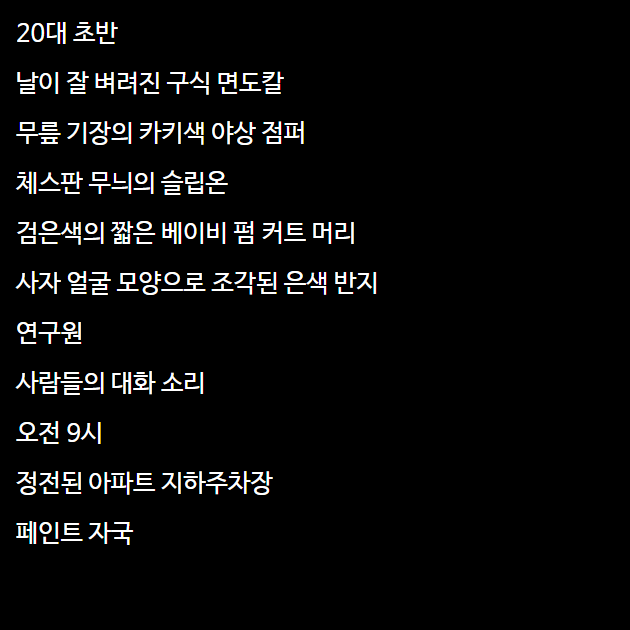 20대 초반
날이 잘 벼려진 구식 면도칼
무릎 기장의 카키색 야상 점퍼
체스판 무늬의 슬립온
검은색의 짧은 베이비 펌 커트 머리
사자 얼굴 모양으로 조각된 은색 반지
연구원
사람들의 대화 소리
오전 9시
정전된 아파트 지하주차장
페인트 자국